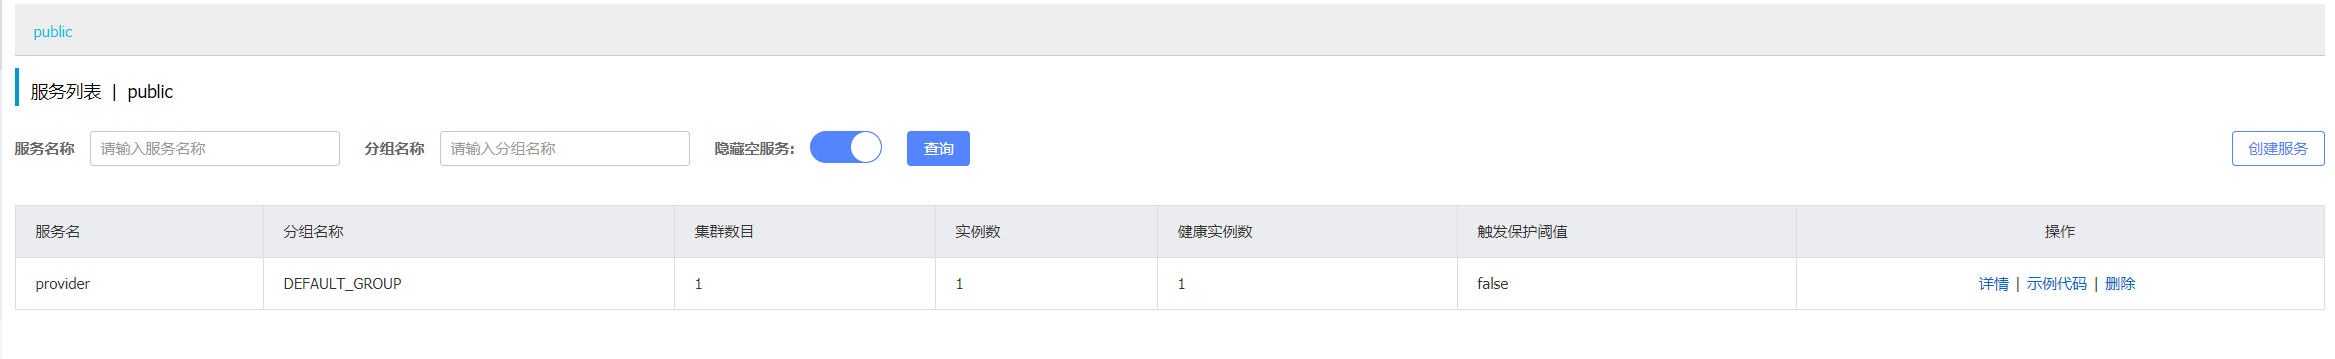 public
服务列表 | public
服务名称 请输入服务名称 分组名称 请输入分组名称 隐藏空服务: 查询 创建服务
服务名 分组名称 集群数目 实例数 健康实例数 触发保护阈值 操作
provider DEFAULT_GROUP 1 1 1 false 详情 | 示例代码 | 删除